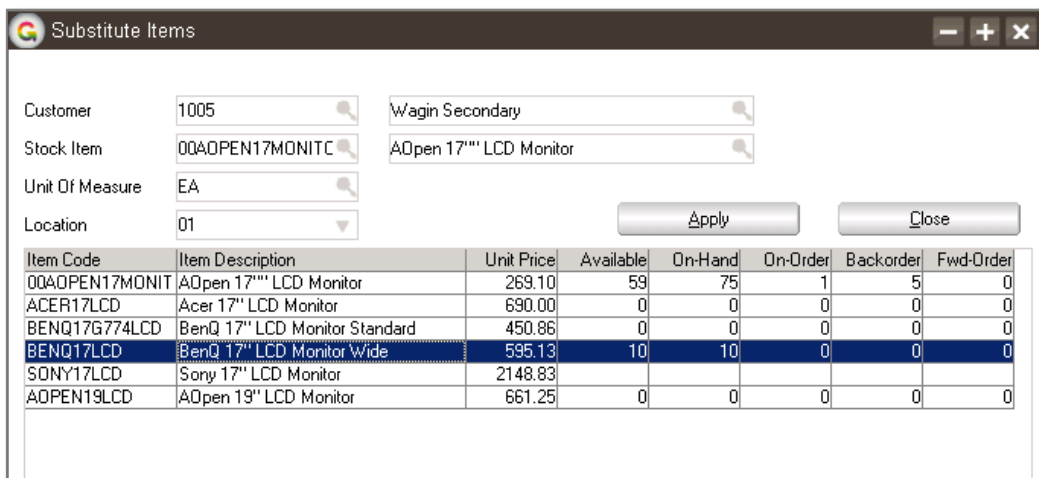 Substitute Items
Customer 1005 Wagin Secondary
Stock Item 00AOPEN17MONITC AOpen 17"" LCD Monitor
Unit Of Measure EA
Location 01 Apply Close
Item Code Item Description Unit Price Available On-Hand On-Order Backorder Fwd-Order
00AOPEN17MONIT AOpen 17"" LCD Monitor 269.10 59 75 1 5 0
ACER17LCD Acer 17" LCD Monitor 690.00 0 0 0 0 0
BENQ17G774LCD BenQ 17" LCD Monitor Standard 450.86 0 0 0 0 0
BENQ17LCD BenQ 17" LCD Monitor Wide 595.13 10 10 0 0 0
SONY17LCD Sony 17" LCD Monitor 2148.83
AOPEN19LCD AOpen 19" LCD Monitor 661.25 0 0 0 0 0